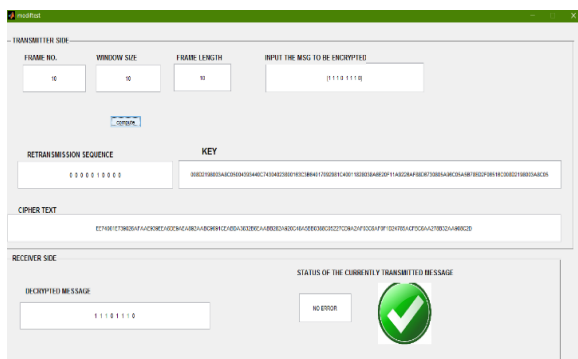 modiftest
TRANSMITTER SIDE
FRAME NO.
WINDOW SIZE
FRAME LENGTH
INPUT THE MSG TO BE ENCRYPTED
10
10
10
[1 1 1 0 1 1 1 0]
compute
RETRANSMISSION SEQUENCE
KEY
0 0 0 0 0 1 0 0 0 0
CIPHER TEXT
RECEIVER SIDE
STATUS OF THE CURRENTLY TRANSMITTED MESSAGE
DECRYPTED MESSAGE
NO ERROR
1 1 1 0 1 1 1 0